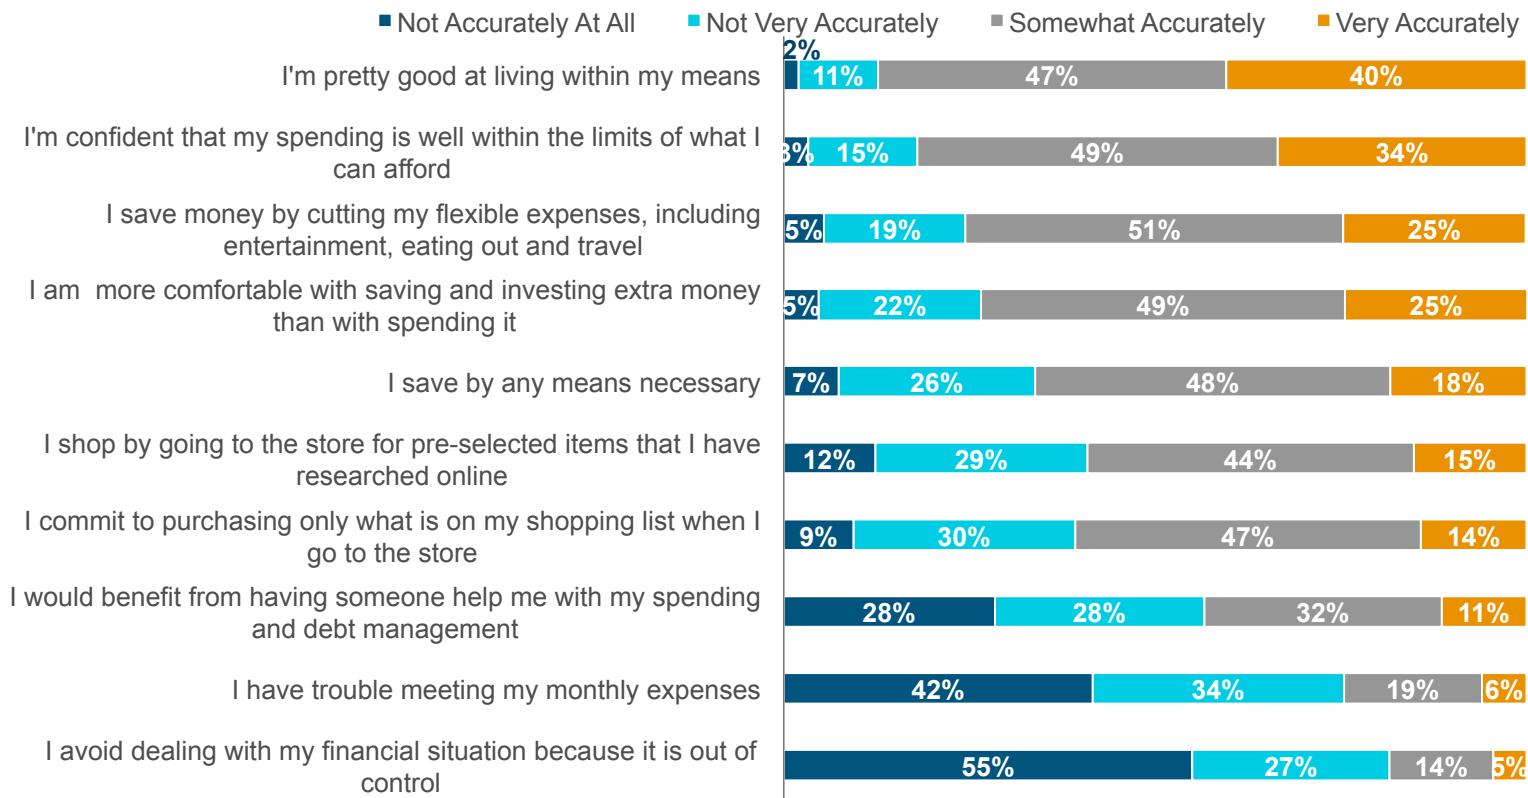 Not Accurately At All Not Very Accurately Somewhat Accurately Very Accurately
I'm pretty good at living within my means 2% 11% 47% 40%
I'm confident that my spending is well within the limits of what I
can afford
3% 15% 49% 34%
I save money by cutting my flexible expenses, including
entertainment, eating out and travel
5% 19% 51% 25%
I am  more comfortable with saving and investing extra money
than with spending it
5% 22% 49% 25%
I save by any means necessary 7% 26% 48% 18%
I shop by going to the store for pre-selected items that I have
researched online
12% 29% 44% 15%
I commit to purchasing only what is on my shopping list when I
go to the store
9% 30% 47% 14%
I would benefit from having someone help me with my spending
and debt management
28% 28% 32% 11%
I have trouble meeting my monthly expenses 42% 34% 19% 6%
I avoid dealing with my financial situation because it is out of
control
55% 27% 14% 5%